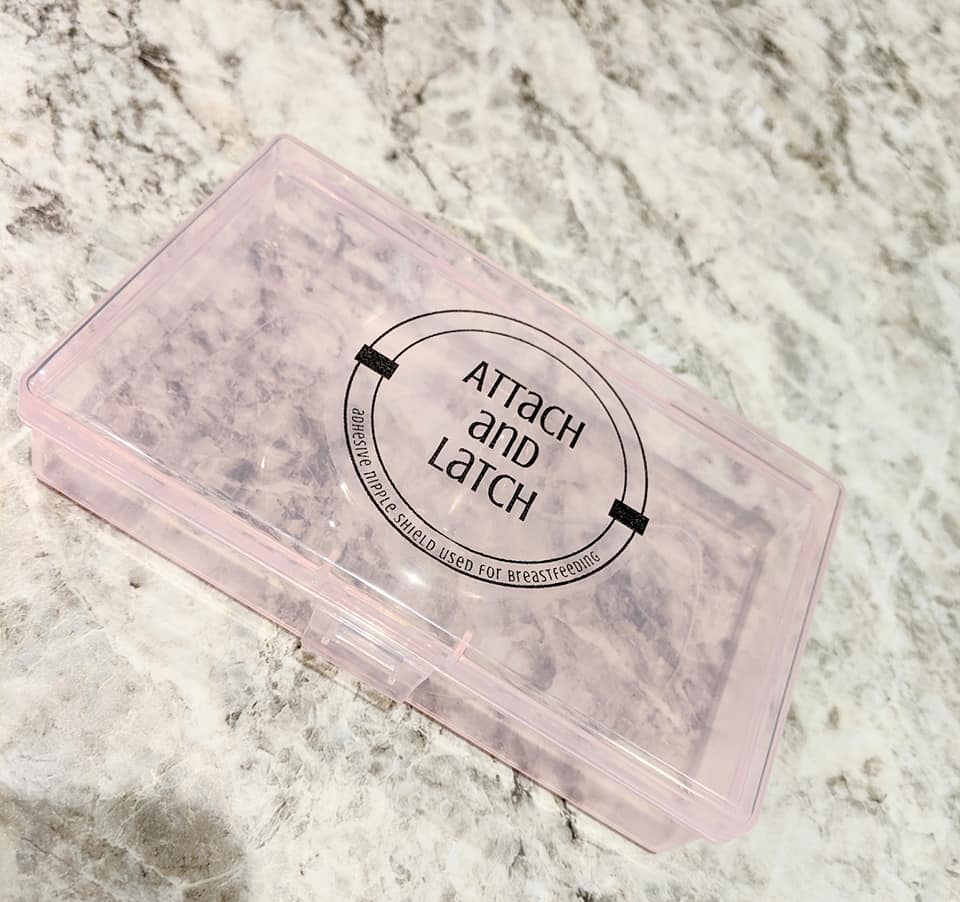 ATTaCH
anD
LaTCH
aDHesive nipple sHielD useD for BreasTfeeDing